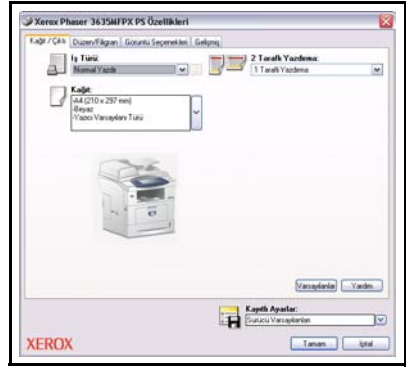 Xerox Phaser 3635MFPX PS Özellikleri
Kağıt / Çıktı Düzen/Filigran Görüntü Seçenekleri Gelişmiş
İş Türü:
Normal Yazdır
2 Taraflı Yazdırma:
1 Taraflı Yazdırma
Kağıt:
-A4 (210 x 297 mm)
-Beyaz
-Yazıcı Varsayılanı Türü
Varsayılanlar Yardım
Kayıtlı Ayarlar:
Sürücü Varsayılanları
XEROX
Tamam İptal